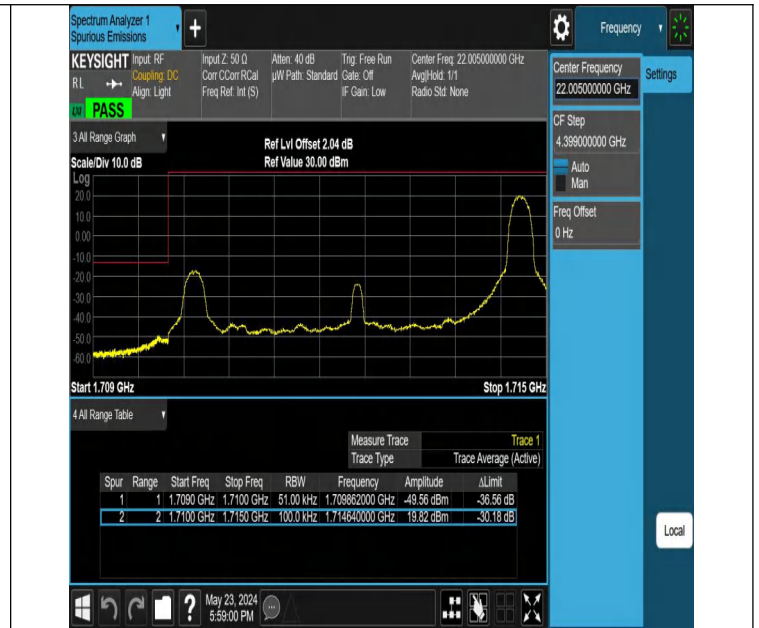 Spectrum Analyzer 1
Spurious Emissions
+
Frequency
KEYSIGHT
RL
PASS
Input: RF
Coupling: DC
Align: Light
Input Z: 50 Ω
Corr CCorr RCal
Freq Ref: Int (S)
Atten: 40 dB
µW Path: Standard
Trig: Free Run
Gate: Off
IF Gain: Low
Center Freq: 22.005000000 GHz
Avg|Hold: 1/1
Radio Std: None
Center Frequency
22.005000000 GHz
Settings
CF Step
4.399000000 GHz
Auto
Man
Freq Offset
0 Hz
3 All Range Graph
Ref Lvl Offset 2.04 dB
Scale/Div 10.0 dB
Ref Value 30.00 dBm
Log
20.0
10.0
0.00
-10.0
-20.0
-30.0
-40.0
-50.0
-60.0
Start 1.709 GHz
Stop 1.715 GHz
4 All Range Table
Measure Trace Trace 1
Trace Type Trace Average (Active)
Spur Range Start Freq Stop Freq RBW Frequency Amplitude ΔLimit
1 1 1.7090 GHz 1.7100 GHz 51.00 kHz 1.709862000 GHz -49.56 dBm -36.56 dB
2 2 1.7100 GHz 1.7150 GHz 100.0 kHz 1.714640000 GHz 19.82 dBm -30.18 dB
Local
?
May 23, 2024
5:59:00 PM